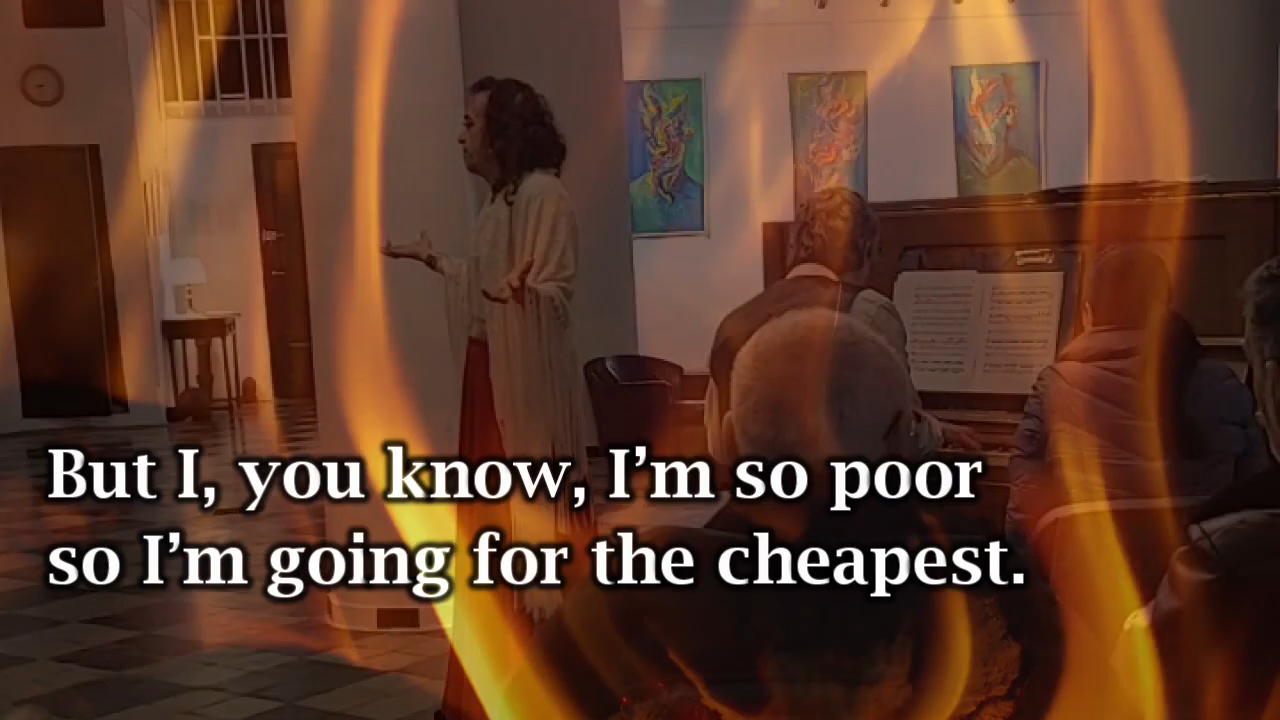 But I, you know, I’m so poor
so I’m going for the cheapest.